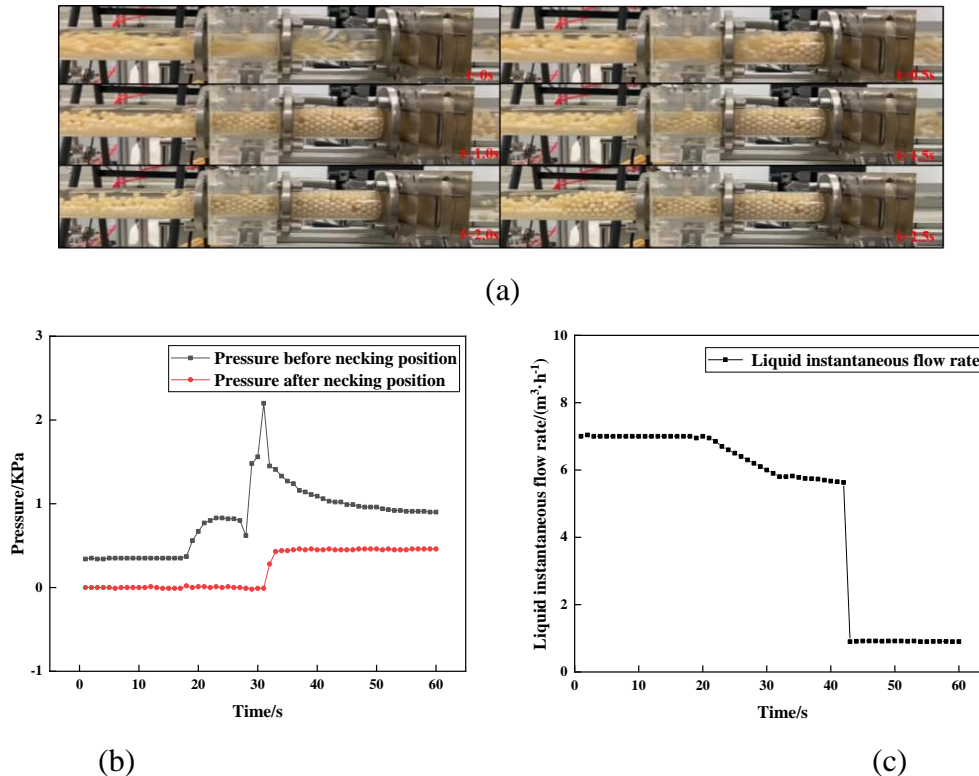 t=0s
t=0.5s
t=1.0s
t=1.5s
t=2.0s
t=2.5s
(a)
3
2
1
0
-1
Pressure/KPa
Pressure before necking position
Pressure after necking position
0 10 20 30 40 50 60
Time/s
(b)
10
8
6
4
2
0
Liquid instantaneous flow rate/(m³·h⁻¹)
Liquid instantaneous flow rate
0 10 20 30 40 50 60
Time/s
(c)